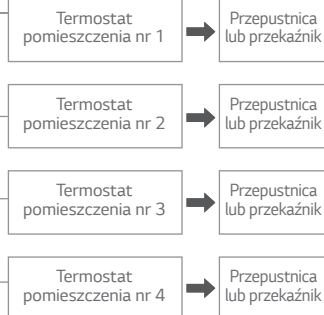 Termostat
pomieszczenia nr 1
Przepustnica
lub przekaźnik
Termostat
pomieszczenia nr 2
Przepustnica
lub przekaźnik
Termostat
pomieszczenia nr 3
Przepustnica
lub przekaźnik
Termostat
pomieszczenia nr 4
Przepustnica
lub przekaźnik